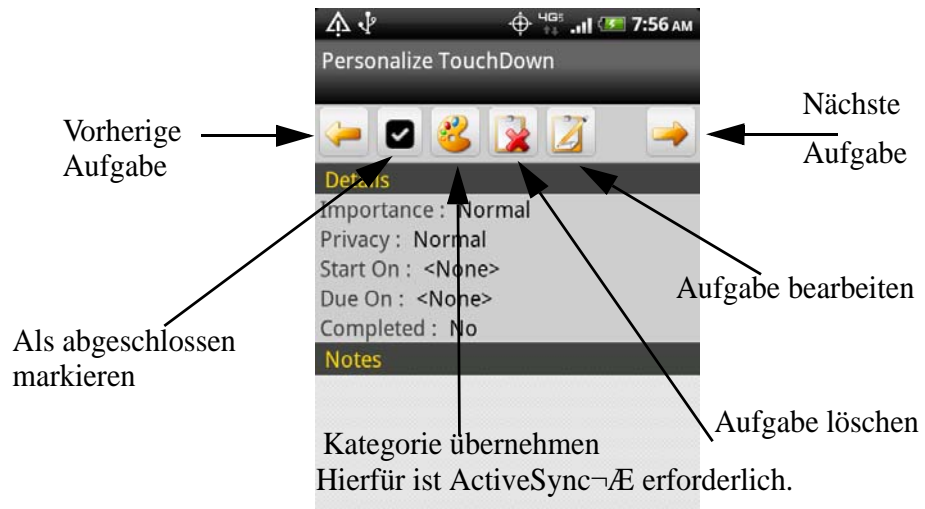 4G 7:56 AM
Personalize TouchDown
Vorherige
Aufgabe
Nächste
Aufgabe
Details
Importance : Normal
Privacy : Normal
Start On : <None>
Due On : <None>
Completed : No
Notes
Aufgabe bearbeiten
Als abgeschlossen
markieren
Aufgabe löschen
Kategorie übernehmen
Hierfür ist ActiveSync¬Æ erforderlich.